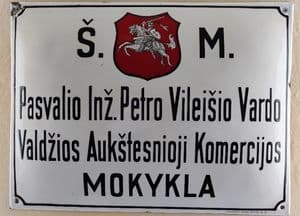 Š. M.
Pasvalio Inž. Petro Vileišio Vardo
Valdžios Aukštesnioji Komercijos
MOKYKLA